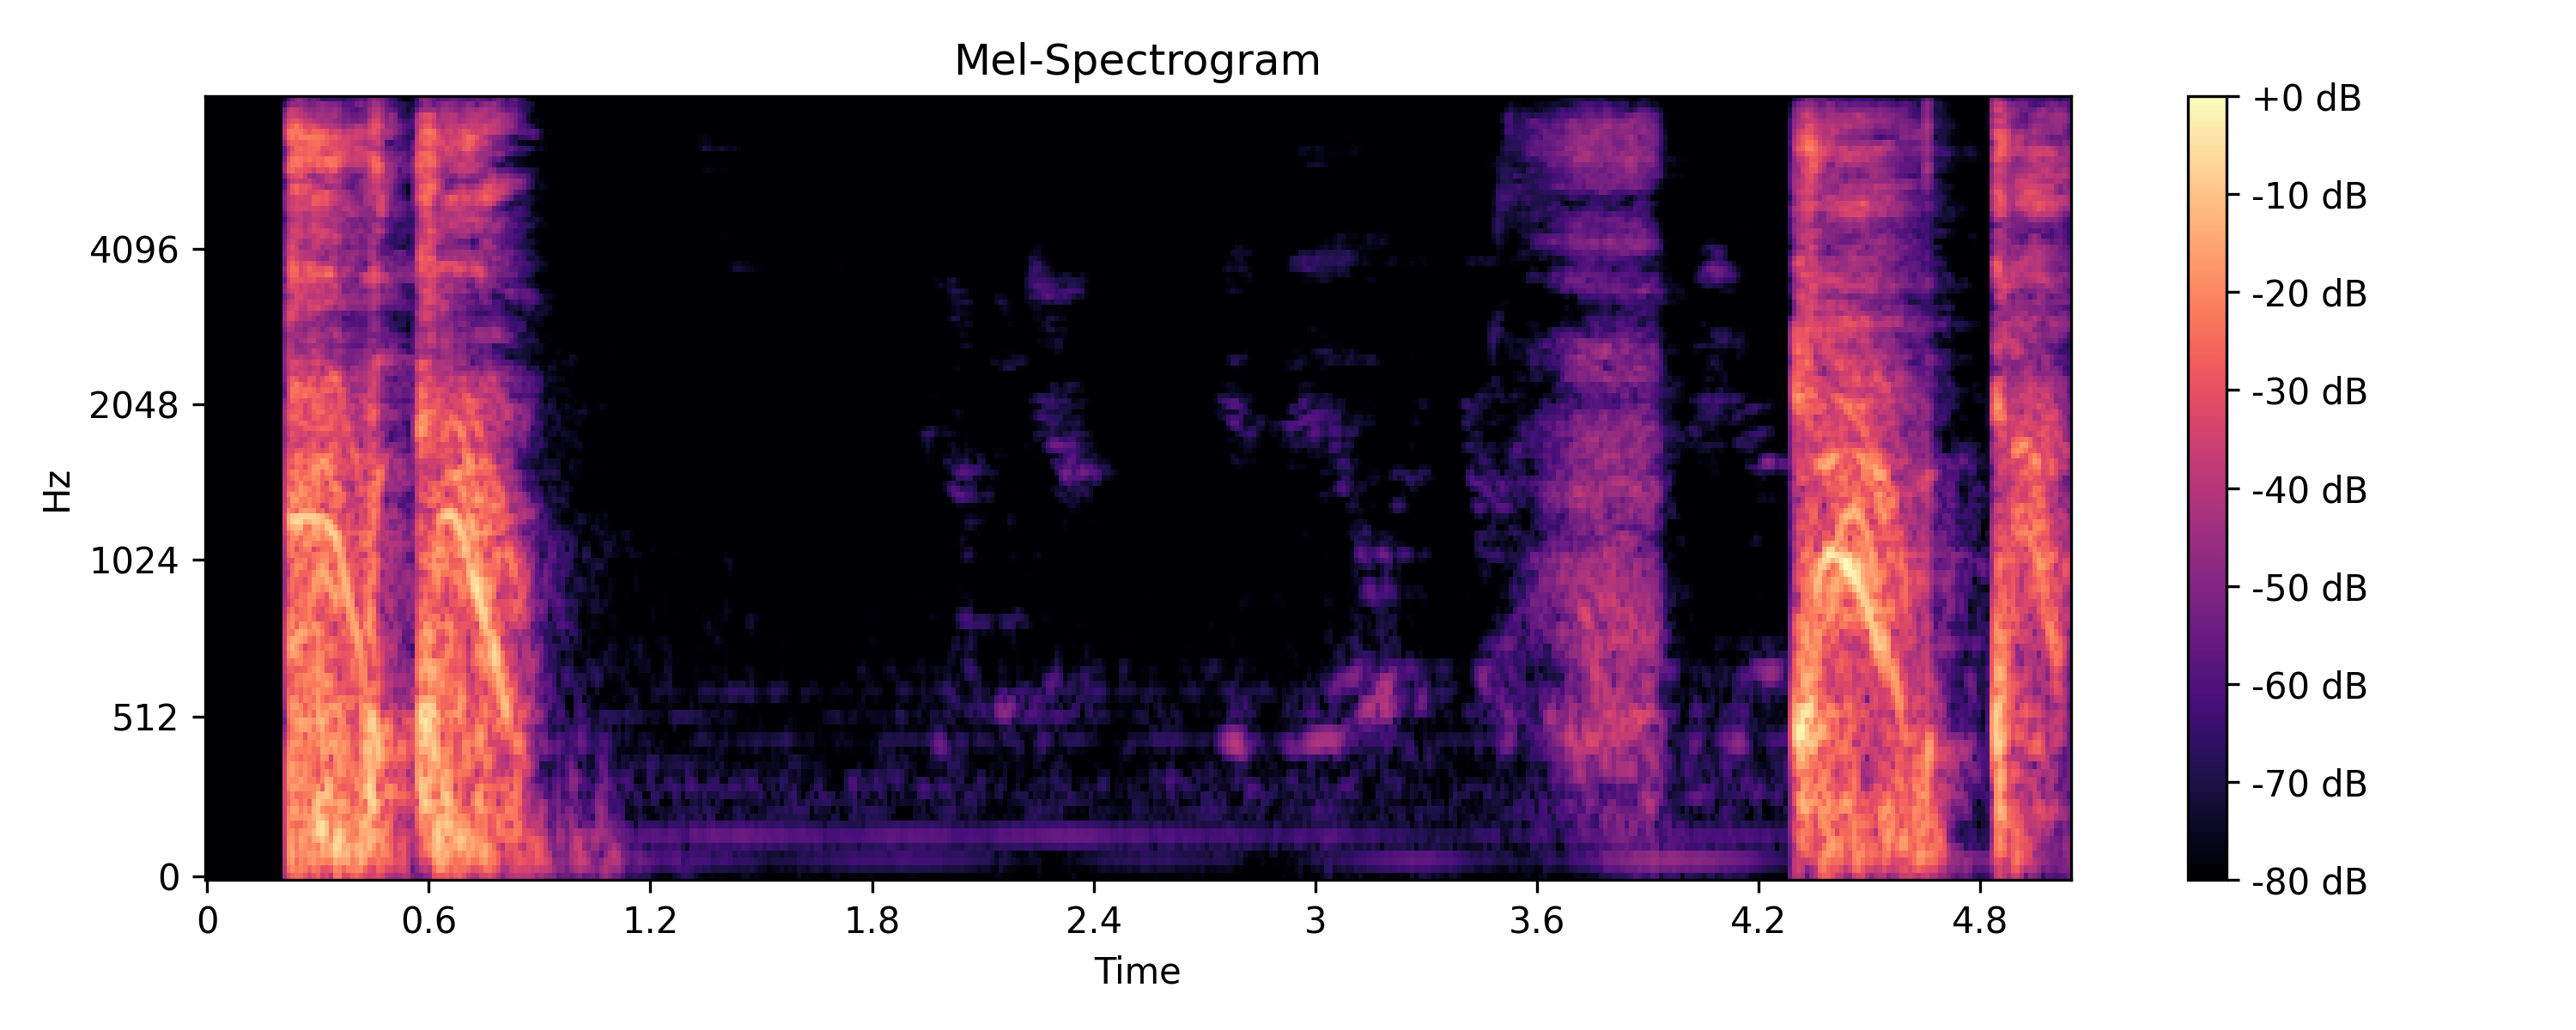 Mel-Spectrogram
+0 dB
-10 dB
-20 dB
-30 dB
-40 dB
-50 dB
-60 dB
-70 dB
-80 dB
4096
2048
1024
512
0
Hz
0 0.6 1.2 1.8 2.4 3 3.6 4.2 4.8
Time